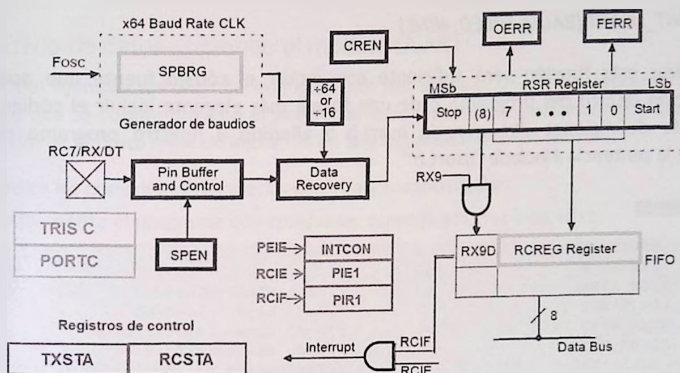 x64 Baud Rate CLK
FOSC
SPBRG
CREN
OERR
FERR
÷64
or
÷16
MSb
RSR Register
LSb
Stop
(8)
7
• • •
1
0
Start
Generador de baudios
RC7/RX/DT
Pin Buffer
and Control
Data
Recovery
RX9
SPEN
TRIS C
PORTC
PEIE
INTCON
RCIE
PIE1
RCIF
PIR1
RX9D
RCREG Register
FIFO
8
Data Bus
Registros de control
TXSTA
RCSTA
Interrupt
RCIF
RCIE